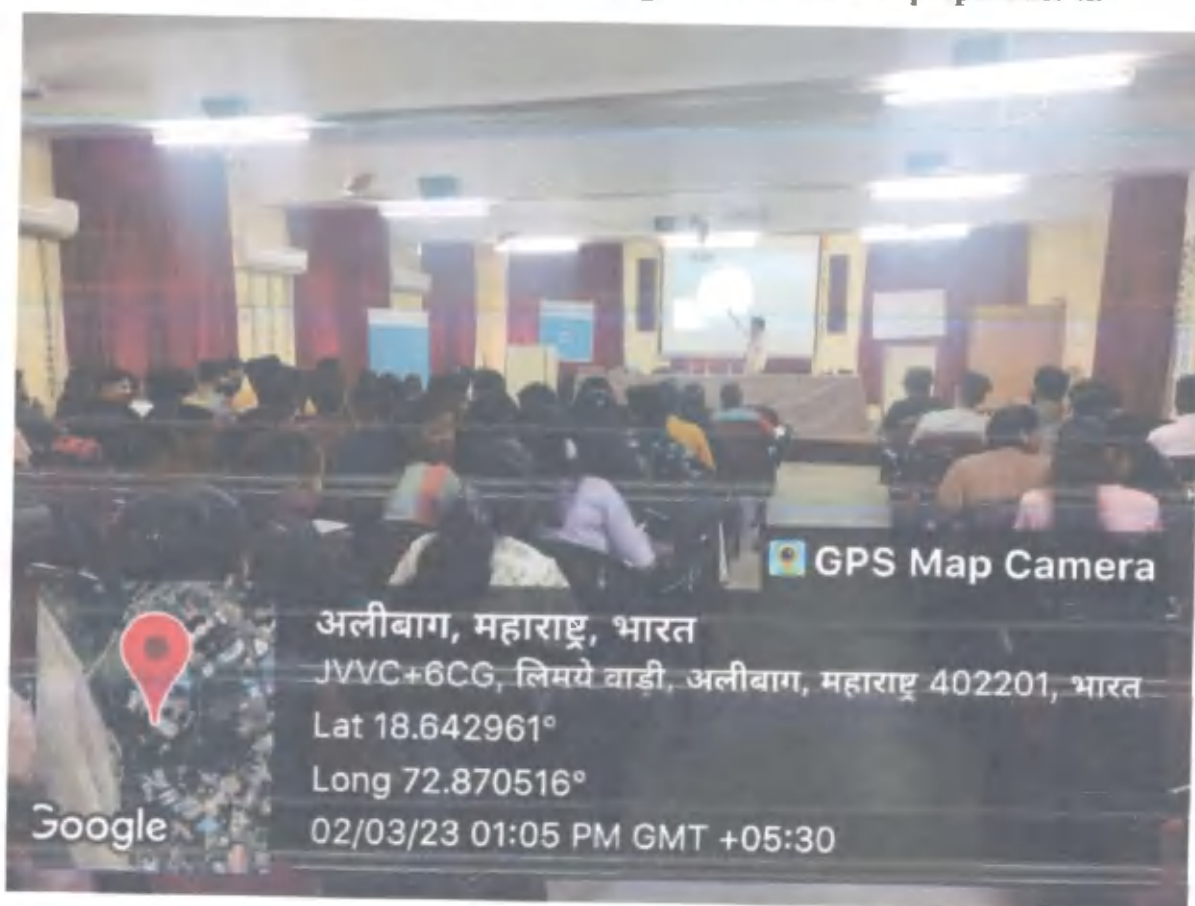 GPS Map Camera
अलीबाग, महाराष्ट्र, भारत
JVVC+6CG, लिमये वाडी, अलीबाग, महाराष्ट्र 402201, भारत
Lat 18.642961°
Long 72.870516°
02/03/23 01:05 PM GMT +05:30
Google